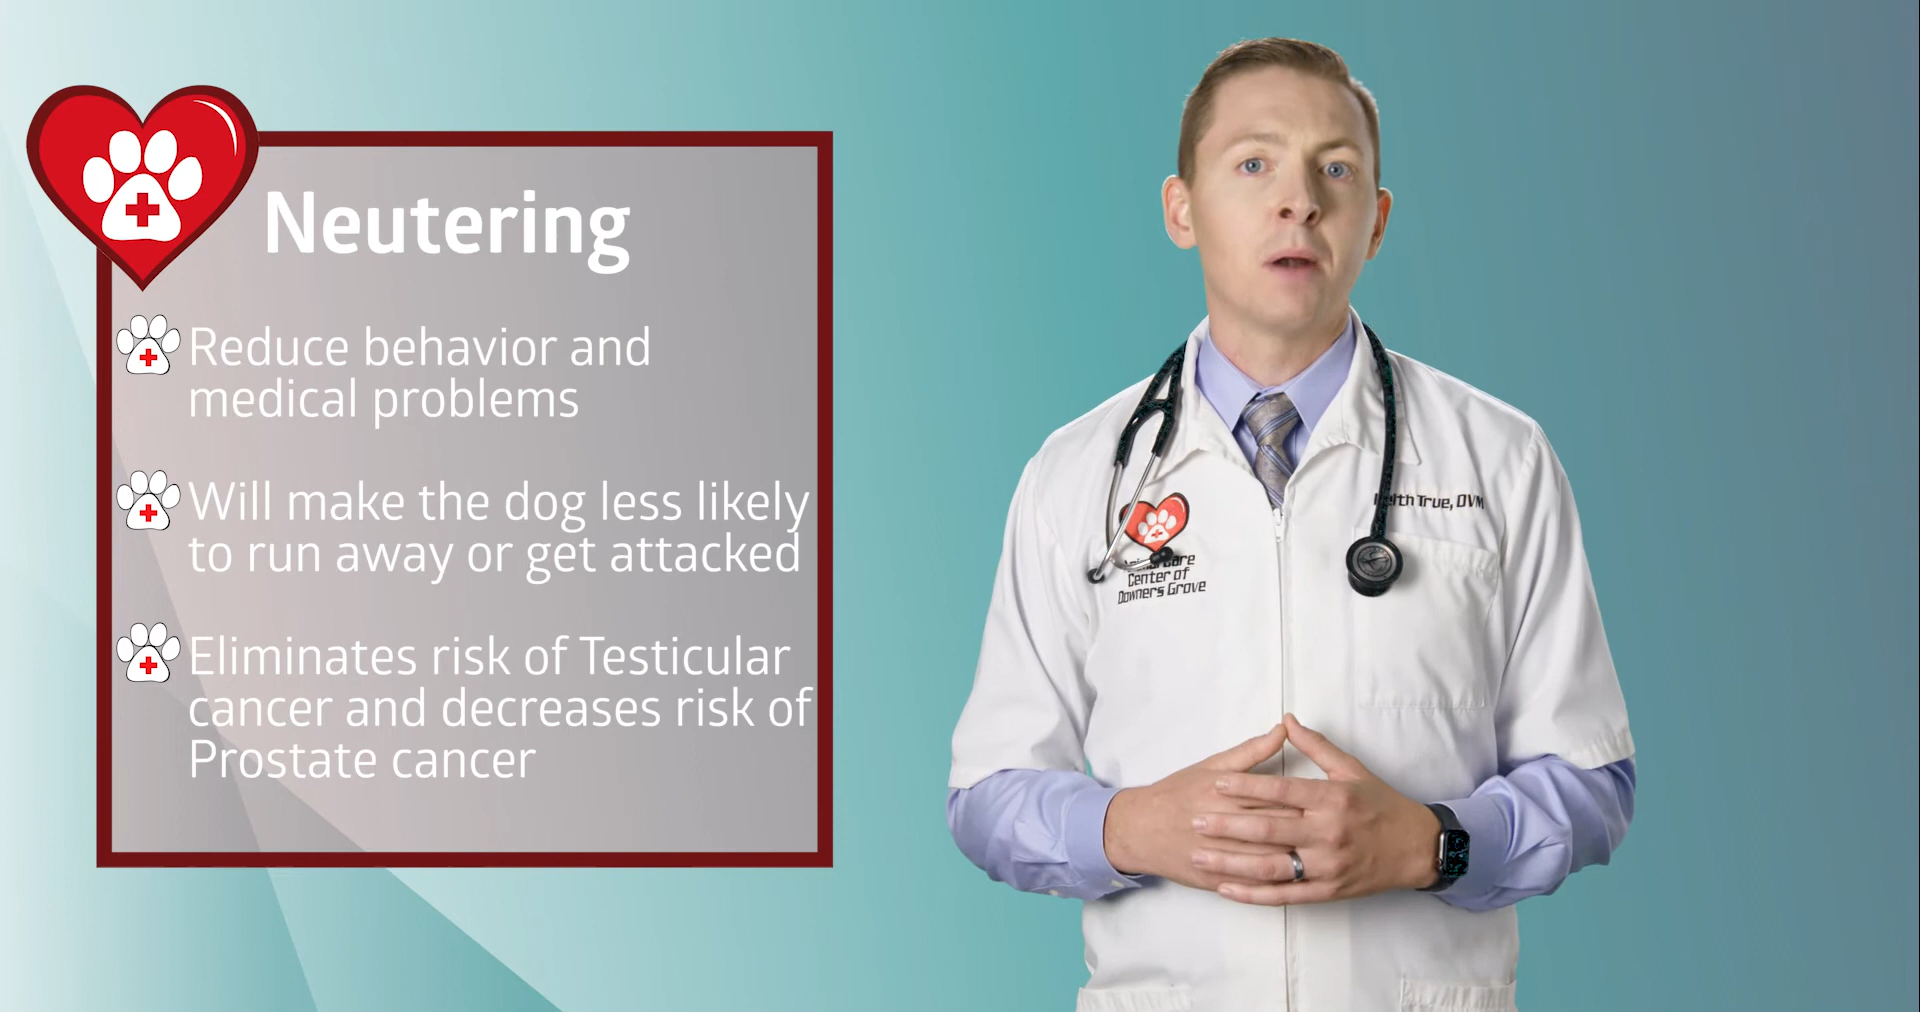 Neutering
Reduce behavior and
medical problems
Will make the dog less likely
to run away or get attacked
Eliminates risk of Testicular
cancer and decreases risk of
Prostate cancer
True, DVM
Care
Center of
Downers Grove